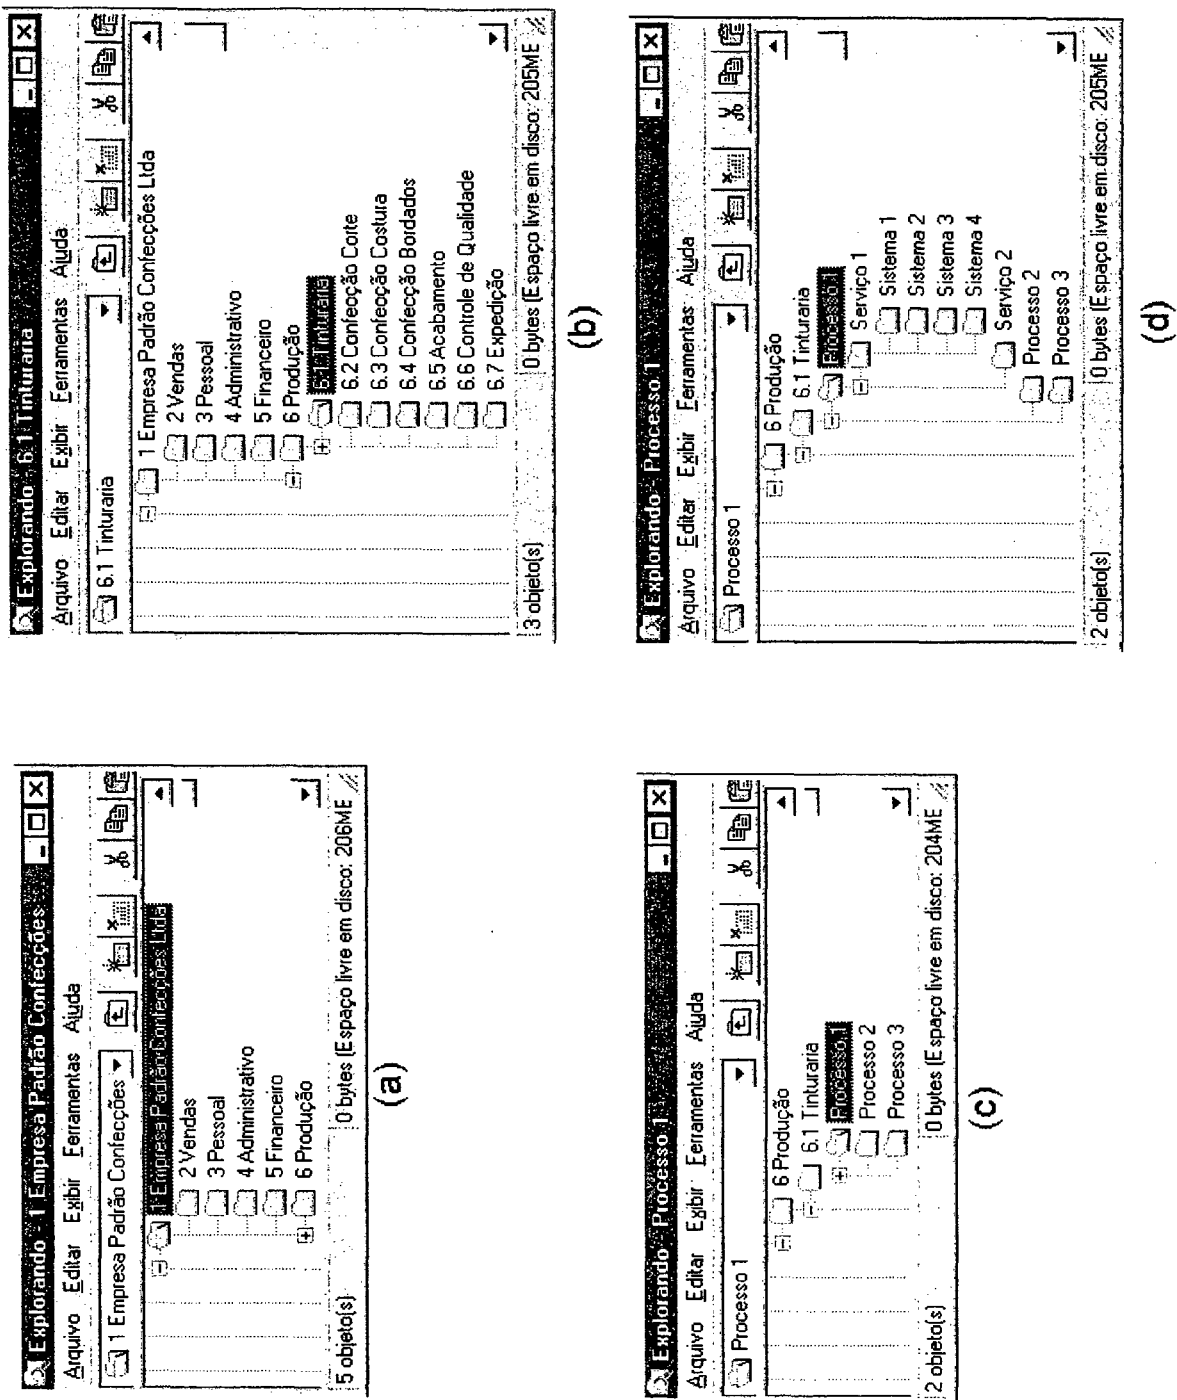 Explorando - 1 Empresa Padrão Confecções
Arquivo Editar Exibir Ferramentas Ajuda
1 Empresa Padrão Confecções
1 Empresa Padrão Confecções Ltda
2 Vendas
3 Pessoal
4 Administrativo
5 Financeiro
6 Produção
5 objeto(s) 0 bytes (Espaço livre em disco: 206ME
(a)
Explorando - 6.1 Tinturaria
Arquivo Editar Exibir Ferramentas Ajuda
6.1 Tinturaria
1 Empresa Padrão Confecções Ltda
2 Vendas
3 Pessoal
4 Administrativo
5 Financeiro
6 Produção
6.1 Tinturaria
6.2 Confecção Corte
6.3 Confecção Costura
6.4 Confecção Bordados
6.5 Acabamento
6.6 Controle de Qualidade
6.7 Expedição
3 objeto(s) 0 bytes (Espaço livre em disco: 205ME
(b)
Explorando - Processo 1
Arquivo Editar Exibir Ferramentas Ajuda
Processo 1
6 Produção
6.1 Tinturaria
Processo 1
Processo 2
Processo 3
2 objeto(s) 0 bytes (Espaço livre em disco: 204ME
(c)
Explorando - Processo 1
Arquivo Editar Exibir Ferramentas Ajuda
Processo 1
6 Produção
6.1 Tinturaria
Processo 1
Serviço 1
Sistema 1
Sistema 2
Sistema 3
Sistema 4
Serviço 2
Processo 2
Processo 3
2 objeto(s) 0 bytes (Espaço livre em disco: 205ME
(d)